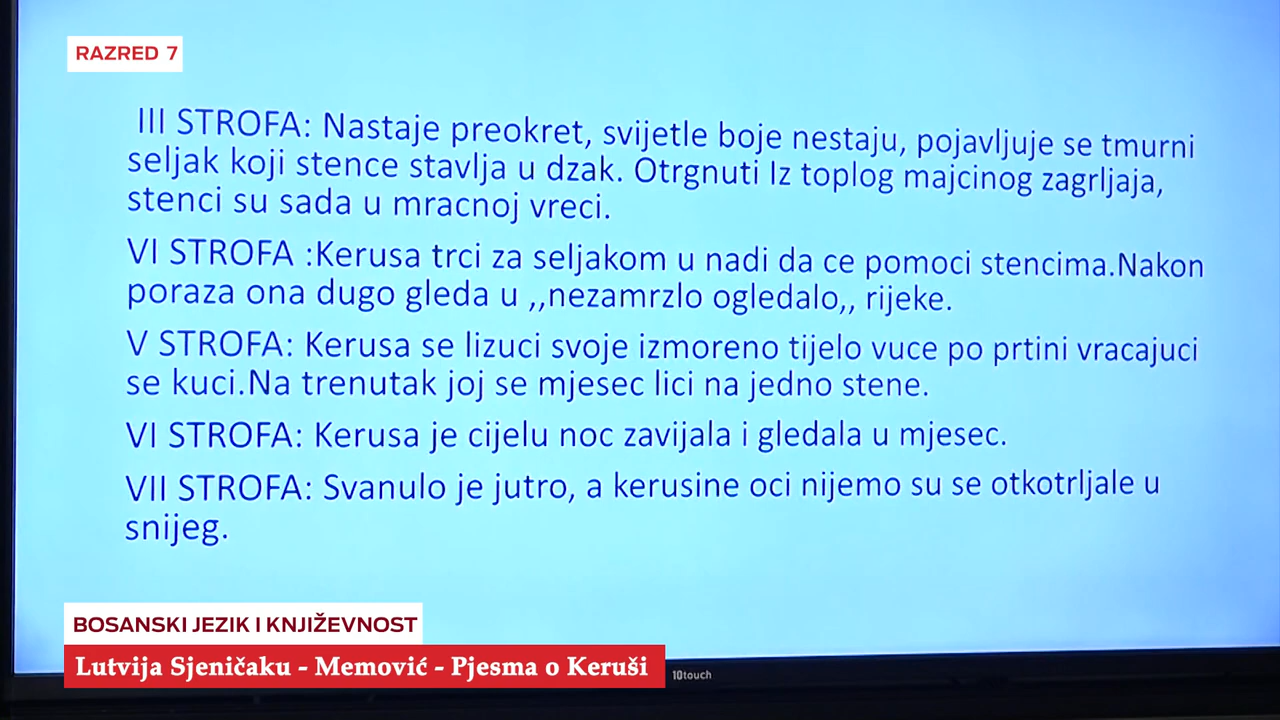 RAZRED 7
III STROFA: Nastaje preokret, svijetle boje nestaju, pojavljuje se tmurni
seljak koji stence stavlja u dzak. Otrgnuti Iz toplog majcinog zagrljaja,
stenci su sada u mracnoj vreci.
VI STROFA :Kerusa trci za seljakom u nadi da ce pomoci stencima.Nakon
poraza ona dugo gleda u ,,nezamrzlo ogledalo,, rijeke.
V STROFA: Kerusa se lizuci svoje izmoreno tijelo vuce po prtini vracajuci
se kuci.Na trenutak joj se mjesec lici na jedno stene.
VI STROFA: Kerusa je cijelu noc zavijala i gledala u mjesec.
VII STROFA: Svanulo je jutro, a kerusine oci nijemo su se otkotrljale u
snijeg.
BOSANSKI JEZIK I KNJIŽEVNOST
Lutvija Sjeničaku - Memović - Pjesma o Keruši
10touch